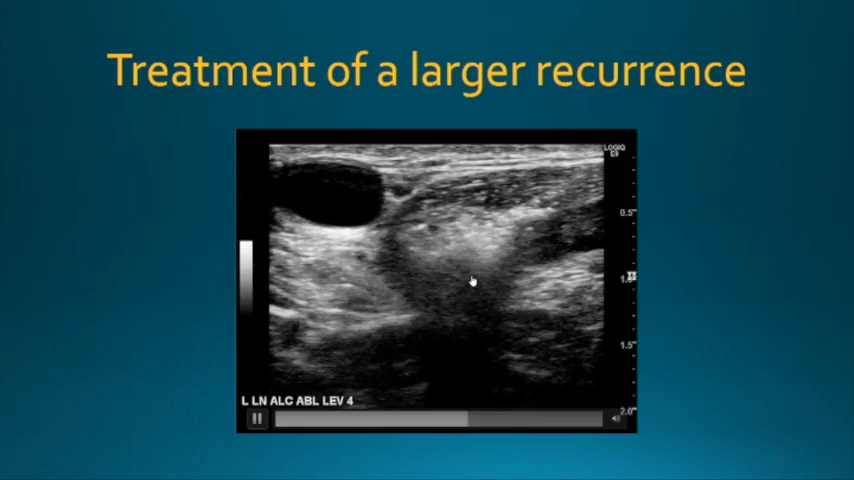 Treatment of a larger recurrence
LOGIQ
E9
0.5
1.0
1.5
2.0
L LN ALC ABL LEV 4